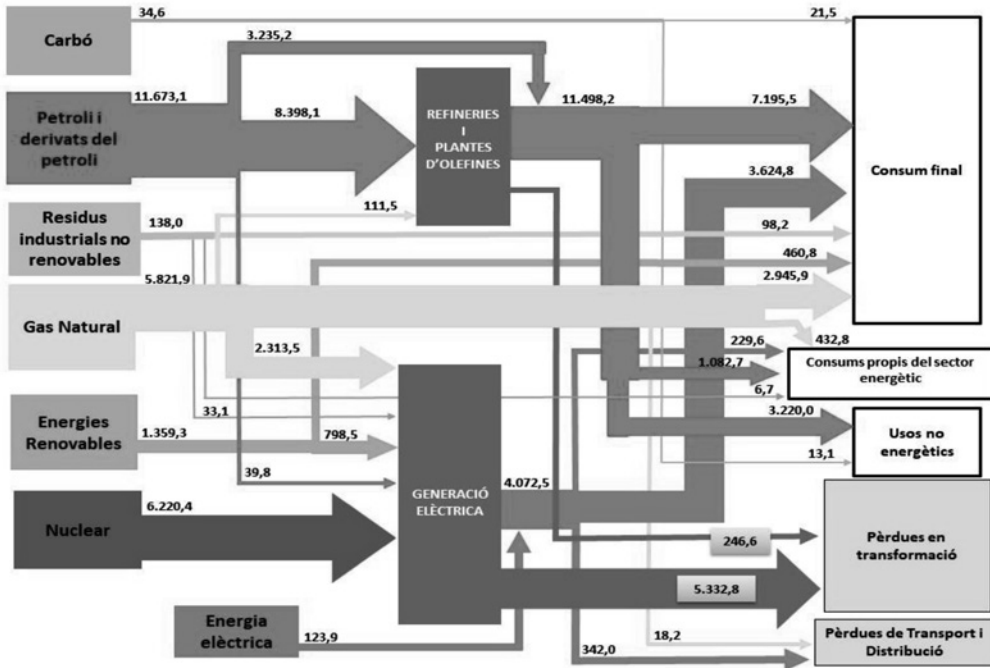 34,6
21,5
Carbó
3.235,2
11.673,1
Petroli i
derivats del
petroli
8.398,1
REFINERIES
I
PLANTES
D'OLEFINES
11.498,2
7.195,5
Consum final
3.624,8
111,5
Residus
industrials no
renovables
138,0
98,2
460,8
5.821,9
2.945,9
Gas Natural
2.313,5
229,6
432,8
Consums propis del sector
energètic
1.082,7
6,7
33,1
Energies
Renovables
1.359,3
798,5
3.220,0
Usos no
energètics
13,1
39,8
GENERACIÓ
ELÈCTRICA
4.072,5
Nuclear
6.220,4
246,6
Pèrdues en
transformació
5.332,8
Energia
elèctrica
123,9
18,2
342,0
Pèrdues de Transport i
Distribució